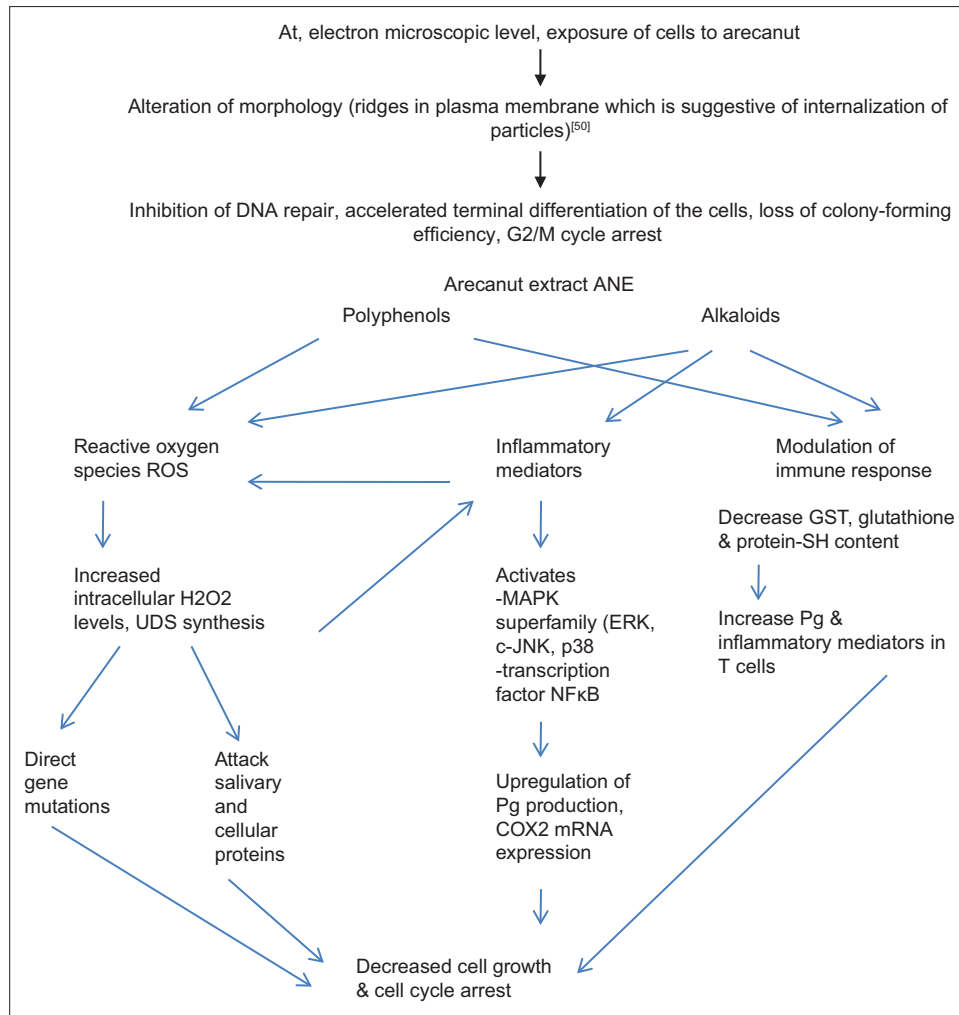 At, electron microscopic level, exposure of cells to arecanut
Alteration of morphology (ridges in plasma membrane which is suggestive of internalization of
particles)[50]
Inhibition of DNA repair, accelerated terminal differentiation of the cells, loss of colony-forming
efficiency, G2/M cycle arrest
Arecanut extract ANE
Polyphenols
Alkaloids
Reactive oxygen
species ROS
Inflammatory
mediators
Modulation of
immune response
Decrease GST, glutathione
& protein-SH content
Increased
intracellular H2O2
levels, UDS synthesis
Activates
-MAPK
superfamily (ERK,
c-JNK, p38
-transcription
factor NFκB
Increase Pg &
inflammatory mediators in
T cells
Direct
gene
mutations
Attack
salivary
and
cellular
proteins
Upregulation of
Pg production,
COX2 mRNA
expression
Decreased cell growth
& cell cycle arrest